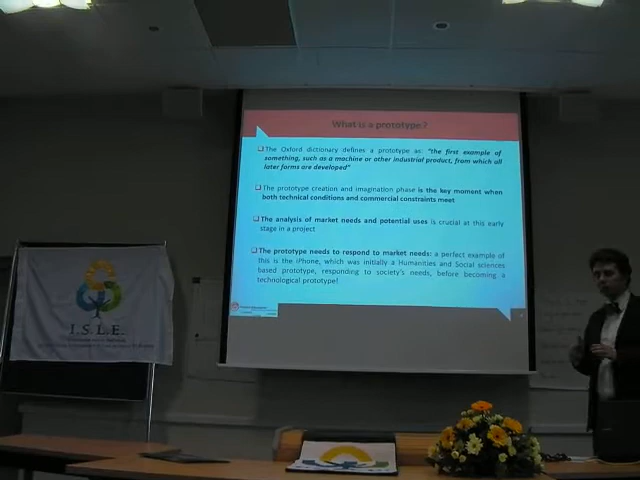 What is a prototype?
The Oxford dictionary defines a prototype as: "the first example of
something, such as a machine or other industrial product, from which all
later forms are developed"
The prototype creation and imagination phase is the key moment when
both technical conditions and commercial constraints meet
The analysis of market needs and potential uses is crucial at this early
stage in a project
The prototype needs to respond to market needs: a perfect example of
this is the iPhone, which was initially a Humanities and Social sciences
based prototype, responding to society's needs, before becoming a
technological prototype!
I.S.L.E.